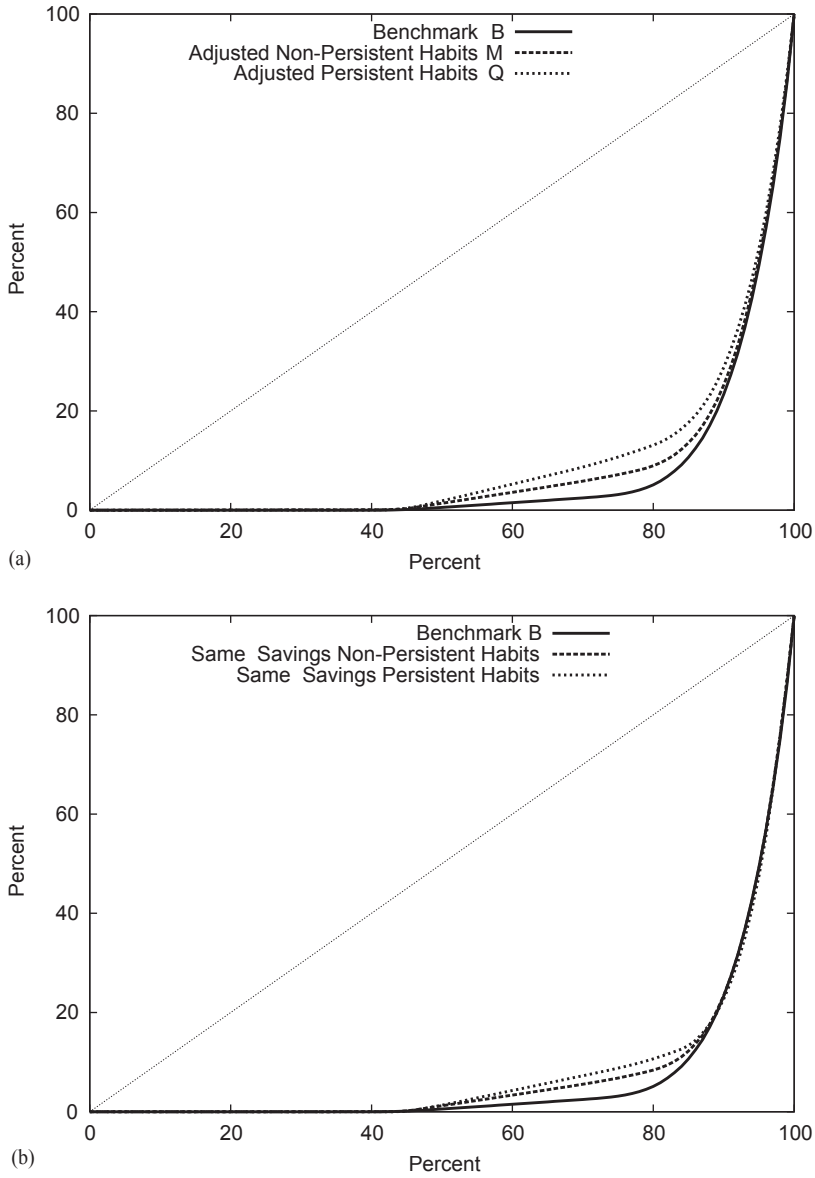 100
Benchmark B
Adjusted Non-Persistent Habits M
Adjusted Persistent Habits Q
80
60
Percent
40
20
0
0 20 40 60 80 100
Percent
(a)
100
Benchmark B
Same Savings Non-Persistent Habits
Same Savings Persistent Habits
80
60
Percent
40
20
0
0 20 40 60 80 100
Percent
(b)